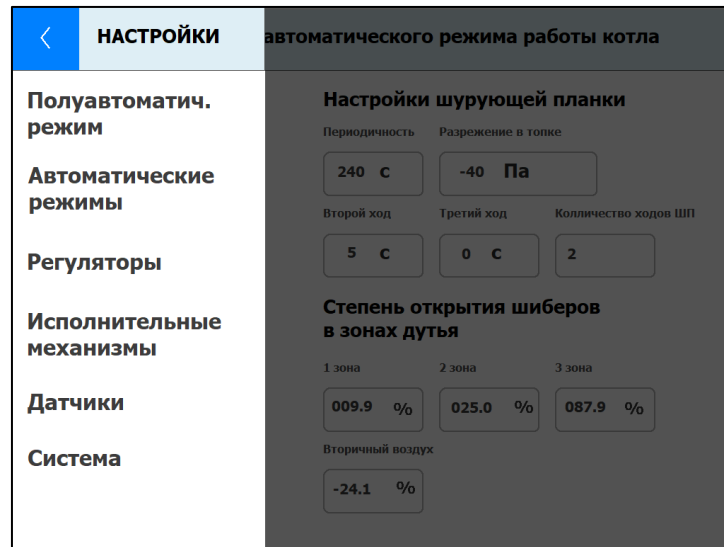 НАСТРОЙКИ
автоматического режима работы котла
Полуавтоматич.
режим
Автоматические
режимы
Регуляторы
Исполнительные
механизмы
Датчики
Система
Настройки шурующей планки
Периодичность Разрежение в топке
240 с -40 Па
Второй ход Третий ход Колличество ходов ШП
5 с 0 с 2
Степень открытия шиберов
в зонах дутья
1 зона 2 зона 3 зона
009.9 % 025.0 % 087.9 %
Вторичный воздух
-24.1 %